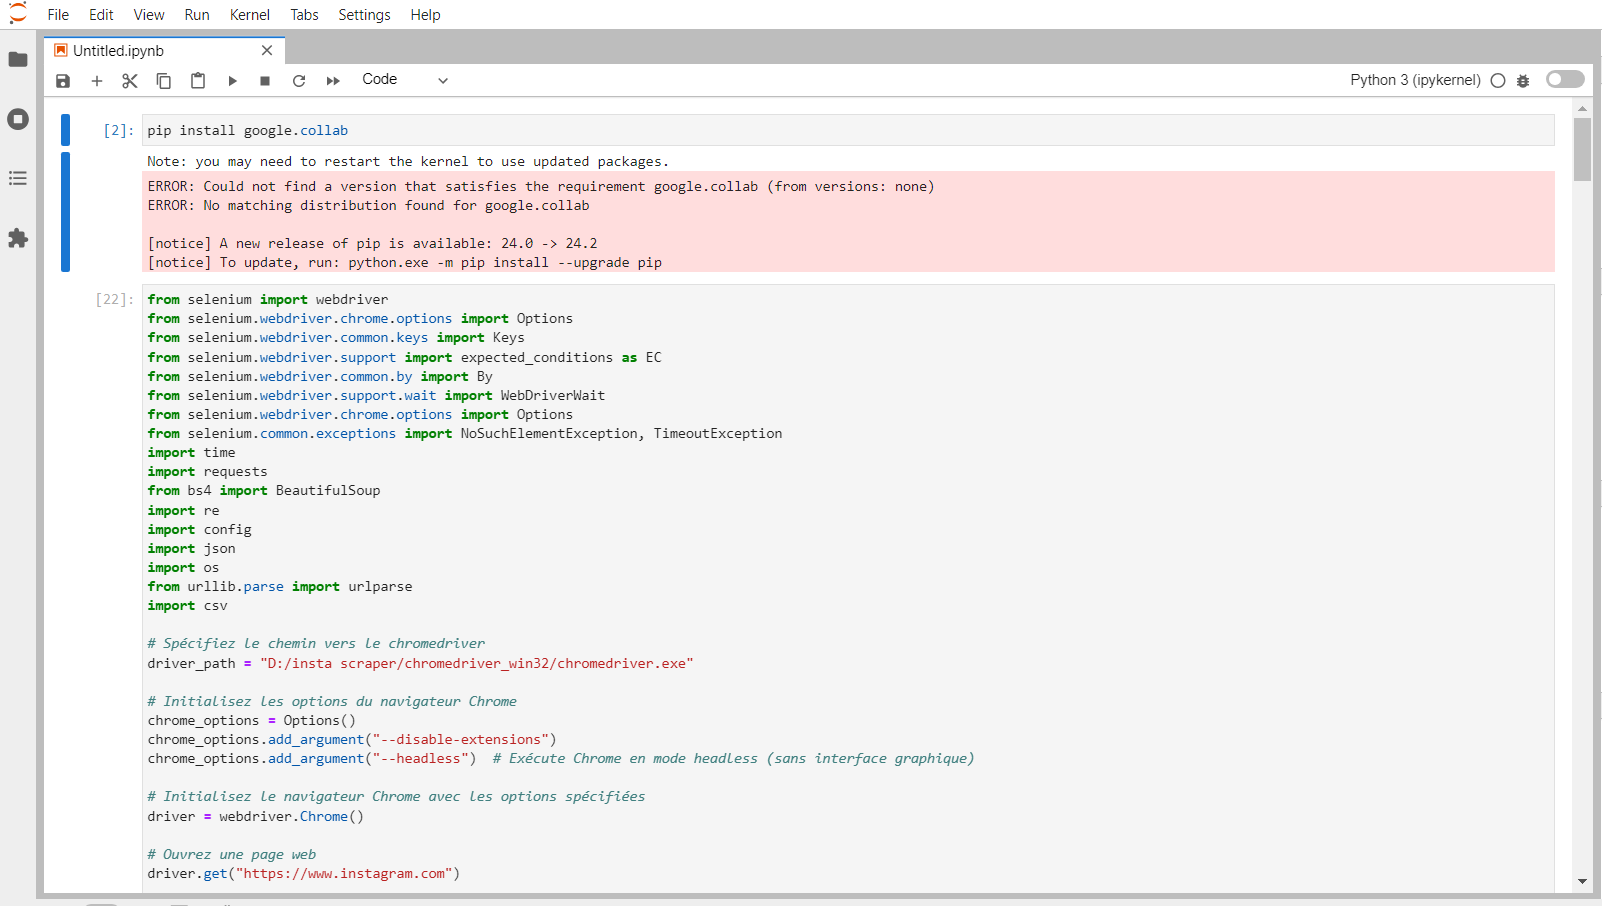 File Edit View Run Kernel Tabs Settings Help
Untitled.ipynb
Code
Python 3 (ipykernel)
[2]: pip install google.collab
Note: you may need to restart the kernel to use updated packages.
ERROR: Could not find a version that satisfies the requirement google.collab (from versions: none)
ERROR: No matching distribution found for google.collab
[notice] A new release of pip is available: 24.0 -> 24.2
[notice] To update, run: python.exe -m pip install --upgrade pip
[22]: from selenium import webdriver
from selenium.webdriver.chrome.options import Options
from selenium.webdriver.common.keys import Keys
from selenium.webdriver.support import expected_conditions as EC
from selenium.webdriver.common.by import By
from selenium.webdriver.support.wait import WebDriverWait
from selenium.webdriver.chrome.options import Options
from selenium.common.exceptions import NoSuchElementException, TimeoutException
import time
import requests
from bs4 import BeautifulSoup
import re
import config
import json
import os
from urllib.parse import urlparse
import csv
# Spécifiez le chemin vers le chromedriver
driver_path = "D:/insta scraper/chromedriver_win32/chromedriver.exe"
# Initialisez les options du navigateur Chrome
chrome_options = Options()
chrome_options.add_argument("--disable-extensions")
chrome_options.add_argument("--headless")  # Exécute Chrome en mode headless (sans interface graphique)
# Initialisez le navigateur Chrome avec les options spécifiées
driver = webdriver.Chrome()
# Ouvrez une page web
driver.get("https://www.instagram.com")